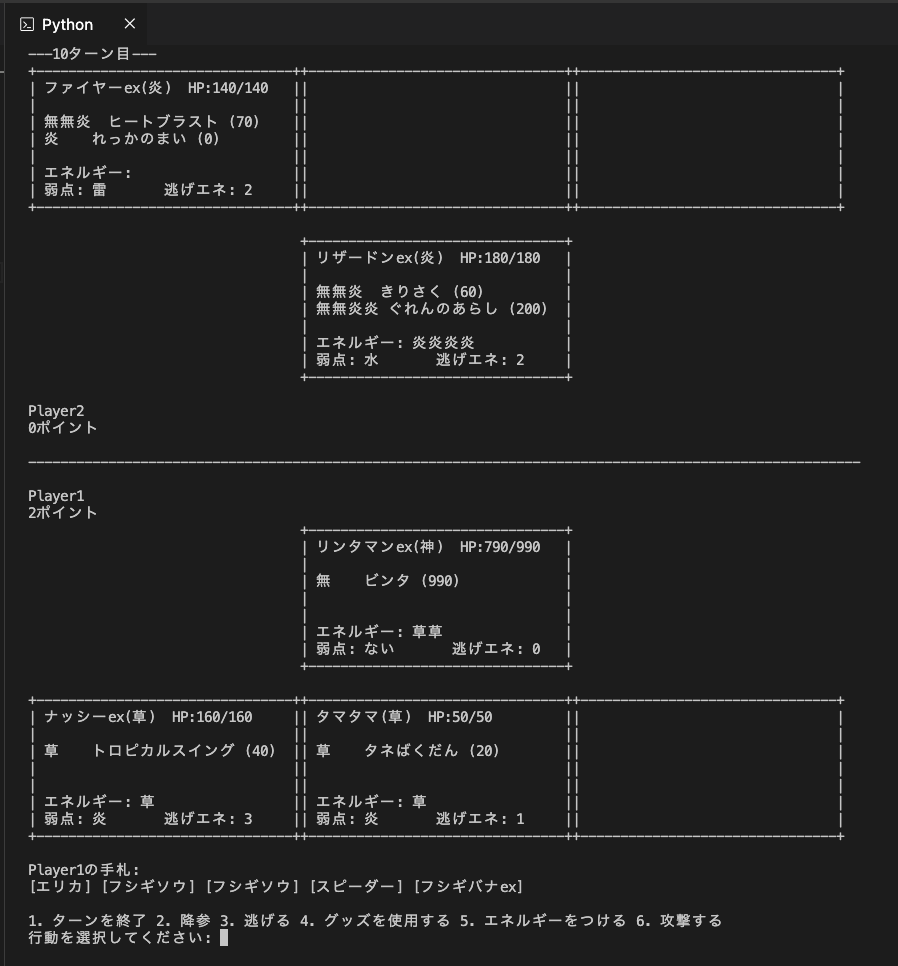 Python
---10ターン目---
ファイヤーex(炎) HP:140/140
無無炎 ヒートブラスト (70)
炎 れっかのまい (0)
エネルギー:
弱点: 雷 逃げエネ: 2
リザードンex(炎) HP:180/180
無無炎 きりさく (60)
無無炎炎 ぐれんのあらし (200)
エネルギー: 炎炎炎炎
弱点: 水 逃げエネ: 2
Player2
0ポイント
Player1
2ポイント
リンタマンex(神) HP:790/990
無 ビンタ (990)
エネルギー: 草草
弱点: ない 逃げエネ: 0
ナッシーex(草) HP:160/160
草 トロピカルスイング (40)
エネルギー: 草
弱点: 炎 逃げエネ: 3
タマタマ(草) HP:50/50
草 タネばくだん (20)
エネルギー: 草
弱点: 炎 逃げエネ: 1
Player1の手札:
[エリカ] [フシギソウ] [フシギソウ] [スピーダー] [フシギバナex]
1. ターンを終了 2. 降参 3. 逃げる 4. グッズを使用する 5. エネルギーをつける 6. 攻撃する
行動を選択してください: